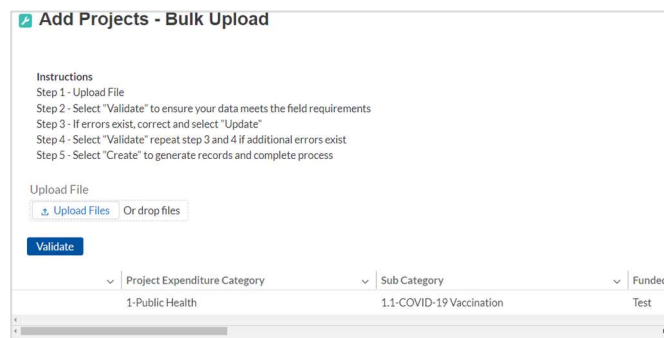 Add Projects - Bulk Upload
Instructions
Step 1 - Upload File
Step 2 - Select "Validate" to ensure your data meets the field requirements
Step 3 - If errors exist, correct and select "Update"
Step 4 - Select "Validate" repeat step 3 and 4 if additional errors exist
Step 5 - Select "Create" to generate records and complete process
Upload File
Upload Files Or drop files
Validate
Project Expenditure Category Sub Category Funded
1-Public Health 1.1-COVID-19 Vaccination Test